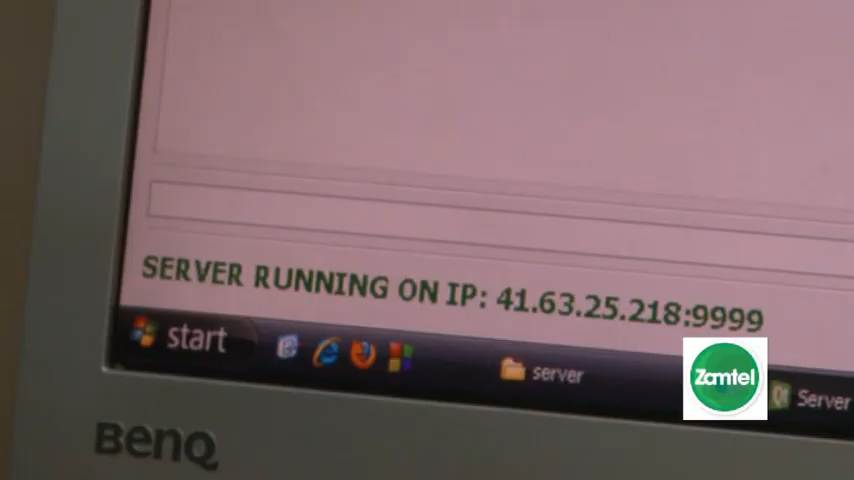 SERVER RUNNING ON IP: 41.63.25.218:9999
start
server
Zamtel
Server
BenQ